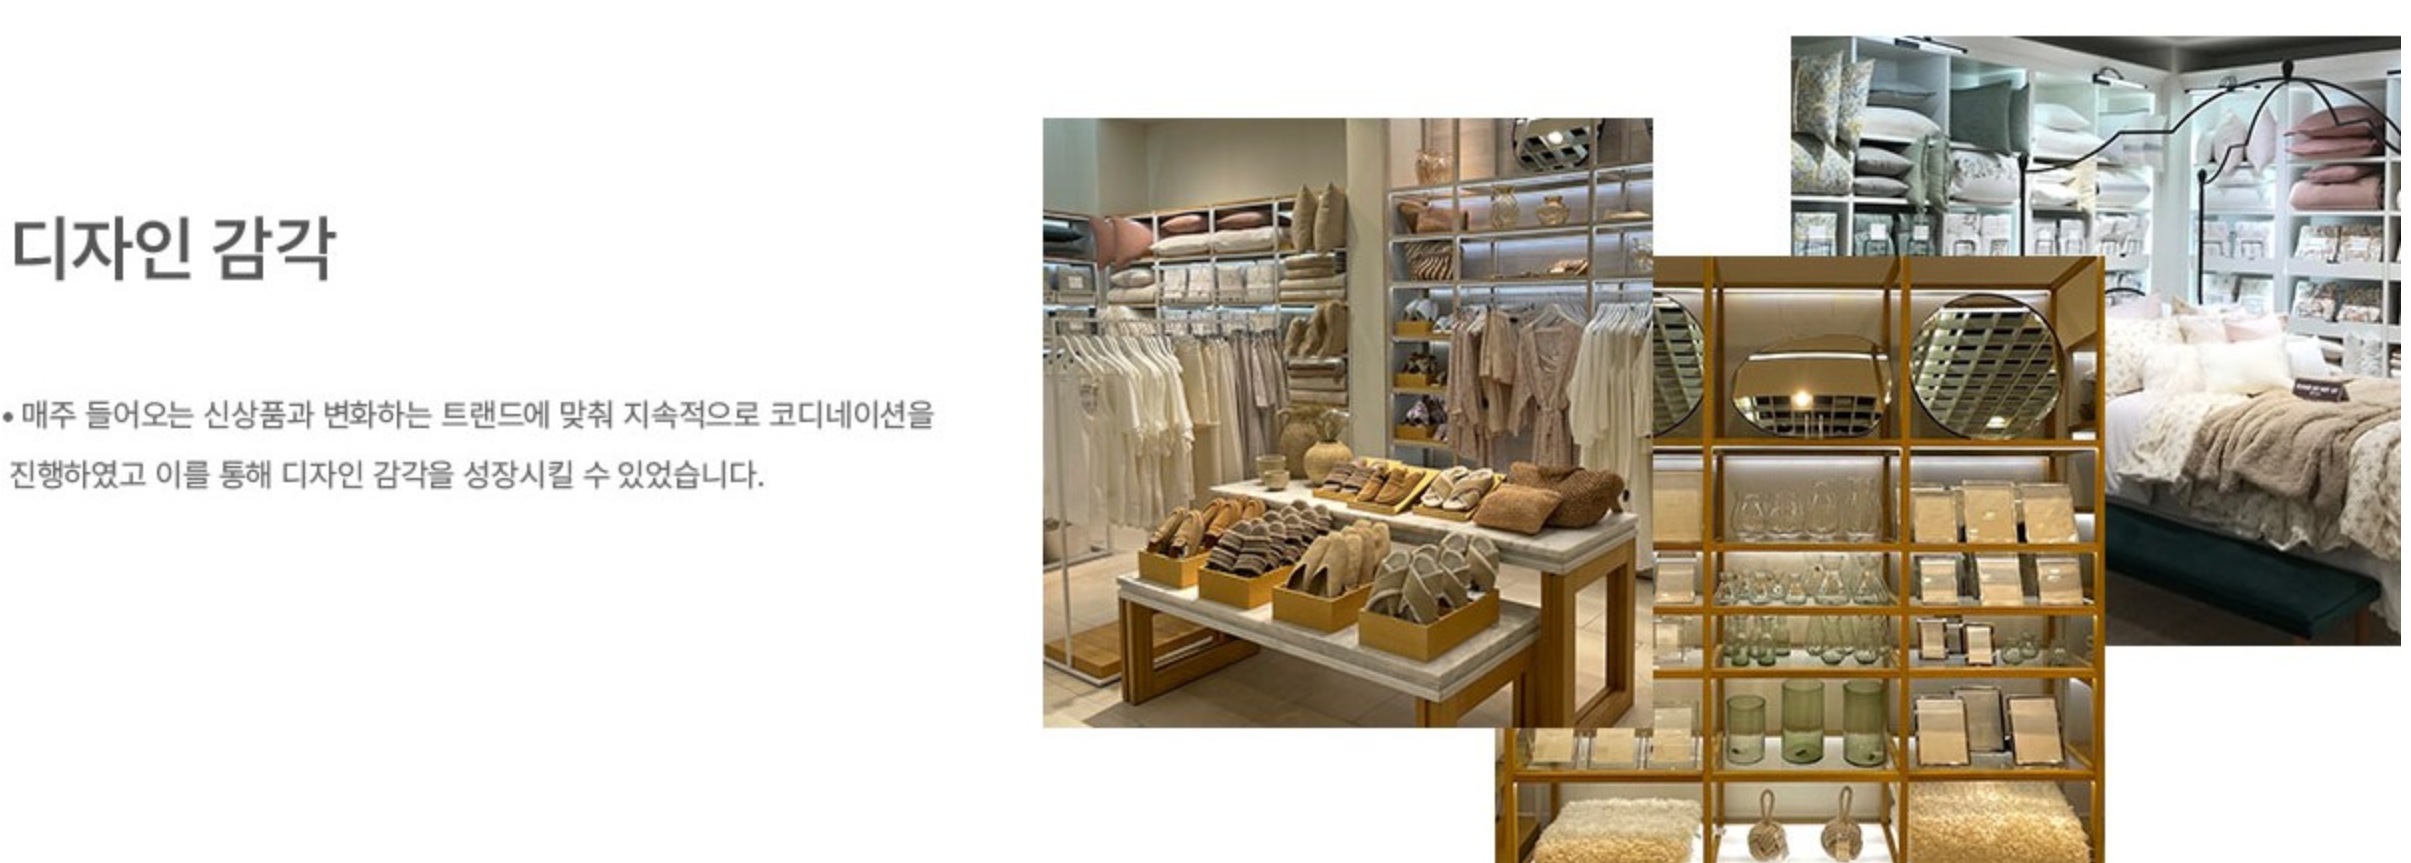 디자인 감각
• 매주 들어오는 신상품과 변화하는 트랜드에 맞춰 지속적으로 코디네이션을
진행하였고 이를 통해 디자인 감각을 성장시킬 수 있었습니다.